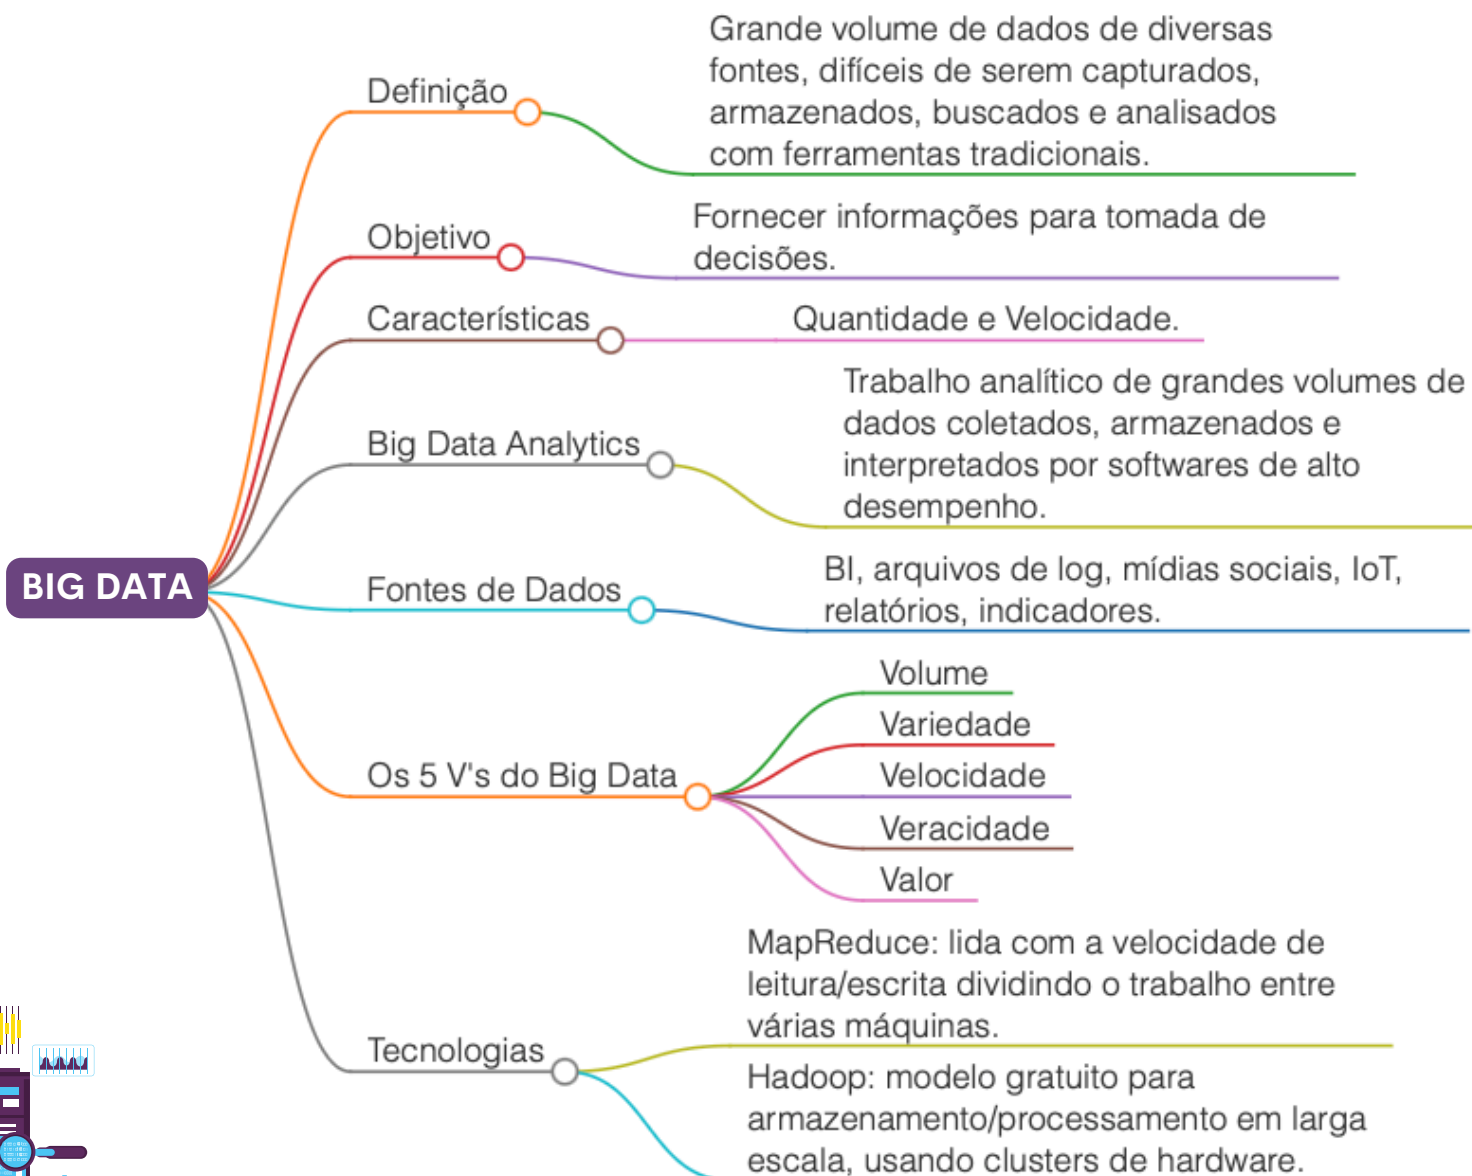 BIG DATA
Definição
Grande volume de dados de diversas
fontes, difíceis de serem capturados,
armazenados, buscados e analisados
com ferramentas tradicionais.
Objetivo
Fornecer informações para tomada de
decisões.
Características
Quantidade e Velocidade.
Big Data Analytics
Trabalho analítico de grandes volumes de
dados coletados, armazenados e
interpretados por softwares de alto
desempenho.
Fontes de Dados
BI, arquivos de log, mídias sociais, IoT,
relatórios, indicadores.
Os 5 V's do Big Data
Volume
Variedade
Velocidade
Veracidade
Valor
Tecnologias
MapReduce: lida com a velocidade de
leitura/escrita dividindo o trabalho entre
várias máquinas.
Hadoop: modelo gratuito para
armazenamento/processamento em larga
escala, usando clusters de hardware.